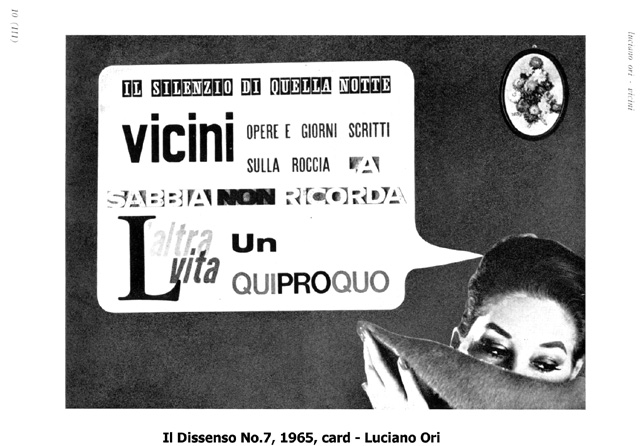 10 (III)
luciano ori - vicini
IL SILENZIO DI QUELLA NOTTE
vicini OPERE E GIORNI SCRITTI
SULLA ROCCIA LA
SABBIA NON RICORDA
L'altra vita Un
QUIPROQUO
Il Dissenso No.7, 1965, card - Luciano Ori